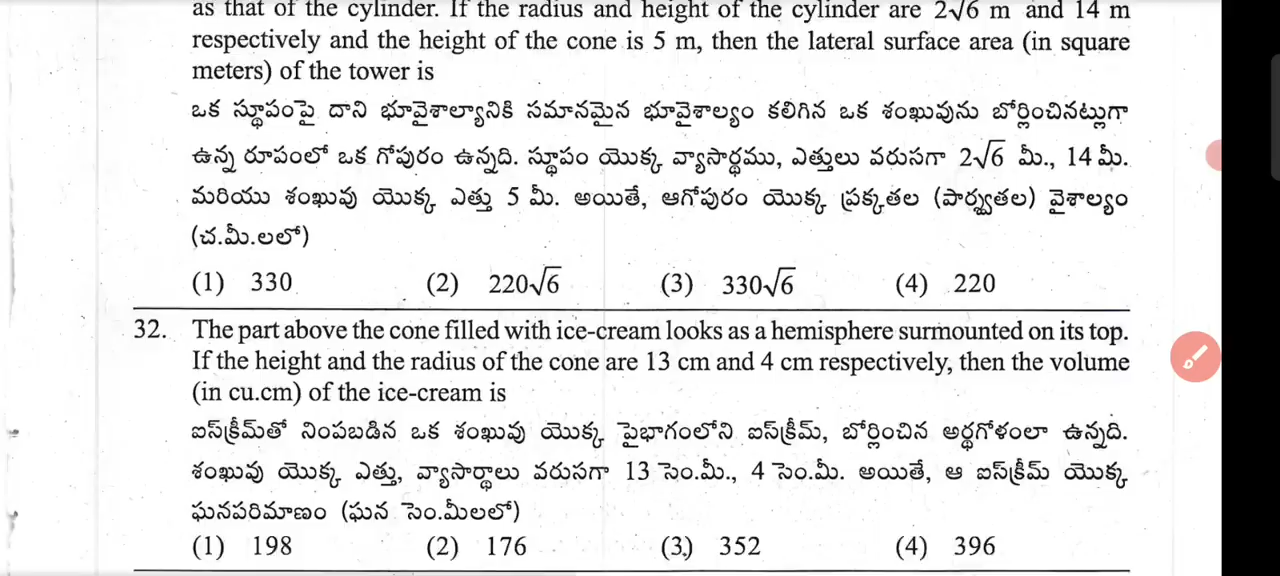 as that of the cylinder. If the radius and height of the cylinder are 2√6 m and 14 m
respectively and the height of the cone is 5 m, then the lateral surface area (in square
meters) of the tower is
ఒక స్థూపంపై దాని భూవైశాల్యానికి సమానమైన భూవైశాల్యం కలిగిన ఒక శంఖువును బోర్లించినట్లుగా
ఉన్న రూపంలో ఒక గోపురం ఉన్నది. స్థూపం యొక్క వ్యాసార్థము, ఎత్తులు వరుసగా 2√6 మీ., 14 మీ.
మరియు శంఖువు యొక్క ఎత్తు 5 మీ. అయితే, ఆగోపురం యొక్క ప్రక్కతల (పార్శ్వతల) వైశాల్యం
(చ.మీ.లలో)
(1) 330 (2) 220√6 (3) 330√6 (4) 220
32. The part above the cone filled with ice-cream looks as a hemisphere surmounted on its top.
If the height and the radius of the cone are 13 cm and 4 cm respectively, then the volume
(in cu.cm) of the ice-cream is
ఐస్‌క్రీమ్‌తో నింపబడిన ఒక శంఖువు యొక్క పైభాగంలోని ఐస్‌క్రీమ్, బోర్లించిన అర్థగోళంలా ఉన్నది.
శంఖువు యొక్క ఎత్తు, వ్యాసార్థాలు వరుసగా 13 సెం.మీ., 4 సెం.మీ. అయితే, ఆ ఐస్‌క్రీమ్ యొక్క
ఘనపరిమాణం (ఘన సెం.మీలలో)
(1) 198 (2) 176 (3) 352 (4) 396